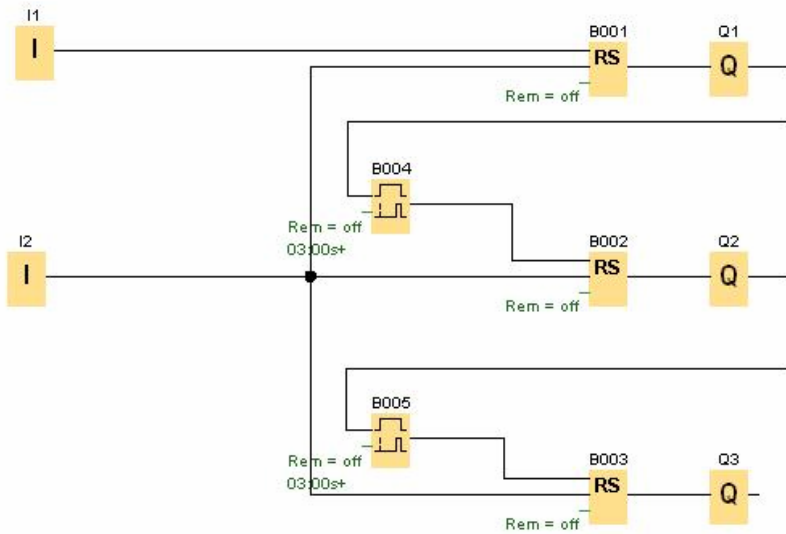 I1
I
B001
RS
Rem = off
Q1
Q
B004
Rem = off
03:00s+
I2
I
B002
RS
Rem = off
Q2
Q
B005
Rem = off
03:00s+
B003
RS
Rem = off
Q3
Q